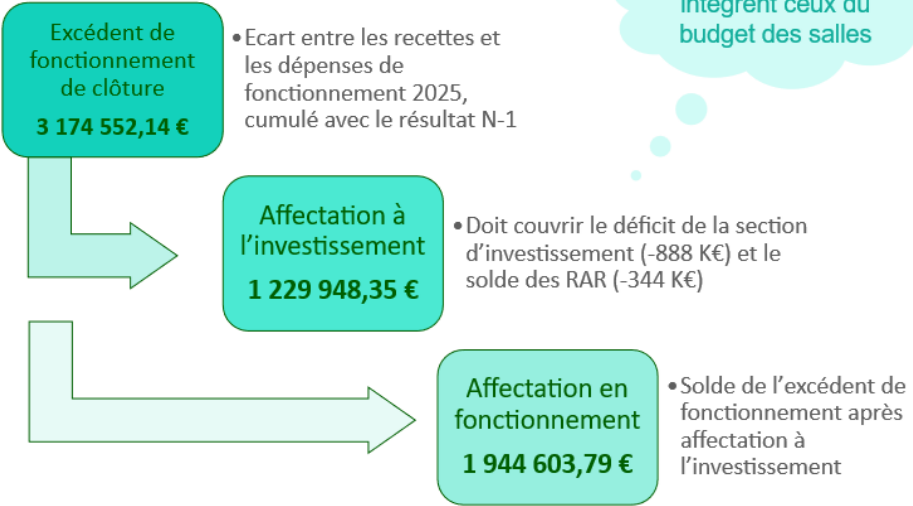 intègrent ceux du
budget des salles
Excédent de
fonctionnement
de clôture
3 174 552,14 €
•Ecart entre les recettes et
les dépenses de
fonctionnement 2025,
cumulé avec le résultat N-1
Affectation à
l’investissement
1 229 948,35 €
•Doit couvrir le déficit de la section
d’investissement (-888 K€) et le
solde des RAR (-344 K€)
Affectation en
fonctionnement
1 944 603,79 €
•Solde de l’excédent de
fonctionnement après
affectation à
l’investissement